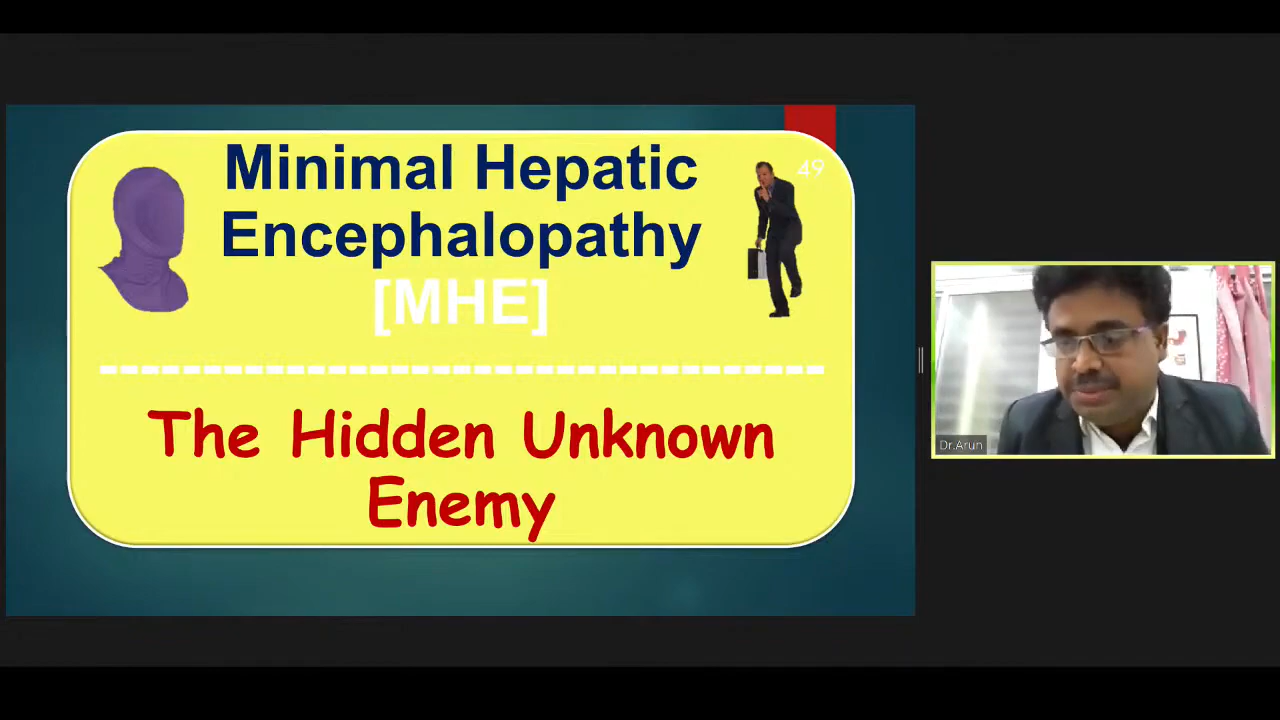 49
Minimal Hepatic
Encephalopathy
[MHE]
-----------------------------------
The Hidden Unknown
Enemy
Dr.Arun